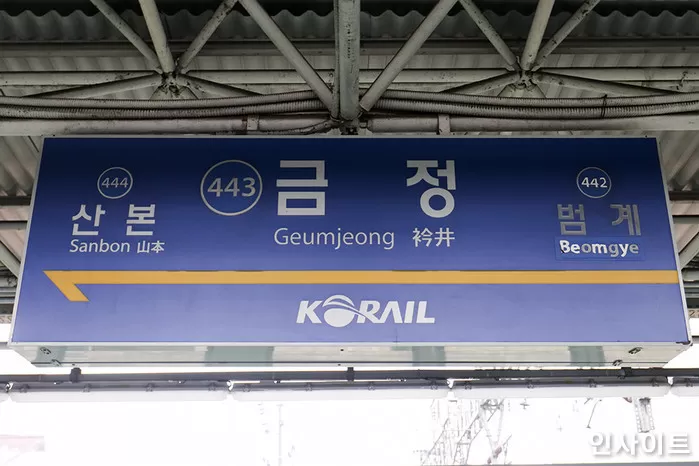 444
산본
Sanbon 山本
443
금정
Geumjeong 衿井
442
범계
Beomgye
KORAIL
인사이트